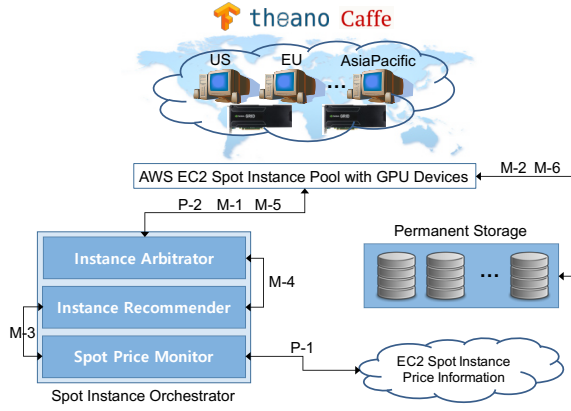 theano Caffe
US EU AsiaPacific
...
AWS EC2 Spot Instance Pool with GPU Devices
M-2 M-6
P-2 M-1 M-5
Permanent Storage
Instance Arbitrator
M-4
...
Instance Recommender
M-3
Spot Price Monitor
P-1
EC2 Spot Instance
Price Information
Spot Instance Orchestrator